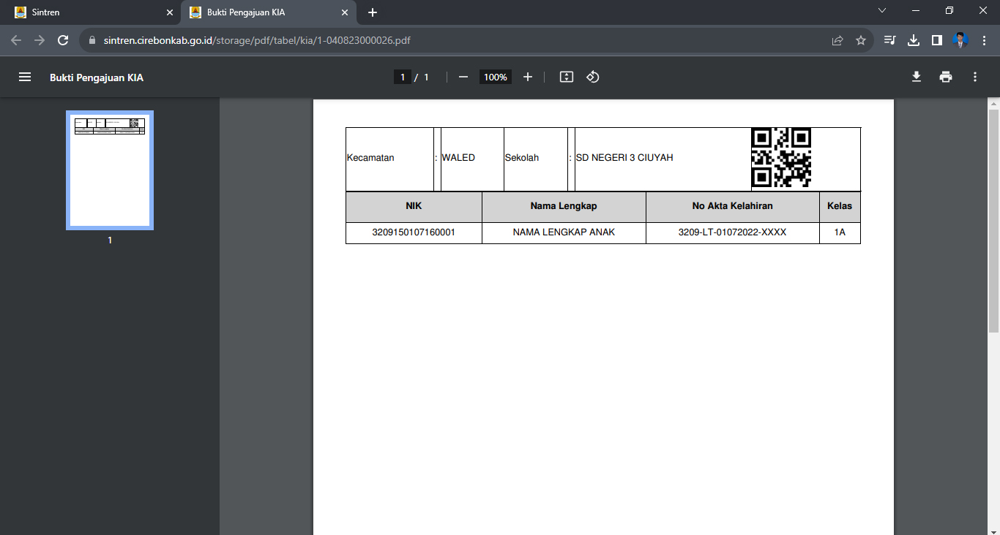 Sintren
Bukti Pengajuan KIA
sintren.cirebonkab.go.id/storage/pdf/tabel/kia/1-040823000026.pdf
Bukti Pengajuan KIA
1 / 1
100%
1
Kecamatan : WALED Sekolah : SD NEGERI 3 CIUYAH
NIK Nama Lengkap No Akta Kelahiran Kelas
3209150107160001 NAMA LENGKAP ANAK 3209-LT-01072022-XXXX 1A